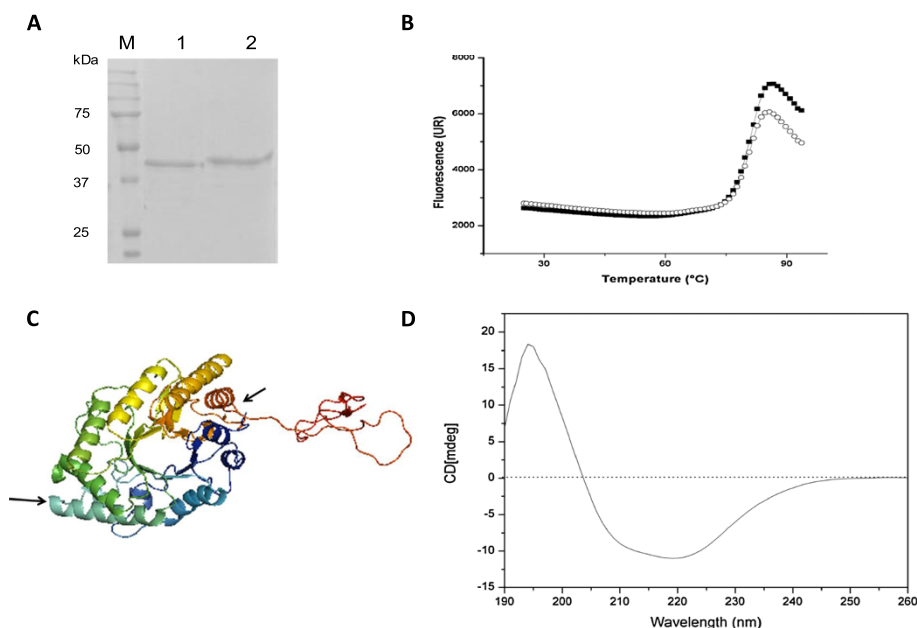 A
kDa
M 1 2
75
50
37
25
B
8000
6000
4000
2000
Fluorescence (UR)
30 60 90
Temperature (ºC)
C
D
20
15
10
5
0
-5
-10
-15
CD[mdeg]
190 200 210 220 230 240 250 260
Wavelength (nm)